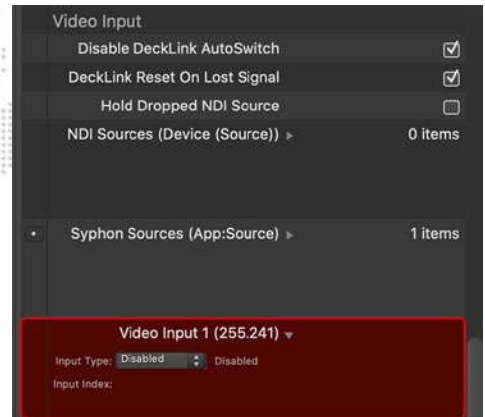 Video Input
Disable DeckLink AutoSwitch
DeckLink Reset On Lost Signal
Hold Dropped NDI Source
NDI Sources (Device (Source)) 0 items
Syphon Sources (App:Source) 1 items
Video Input 1 (255.241)
Input Type: Disabled Disabled
Input Index: